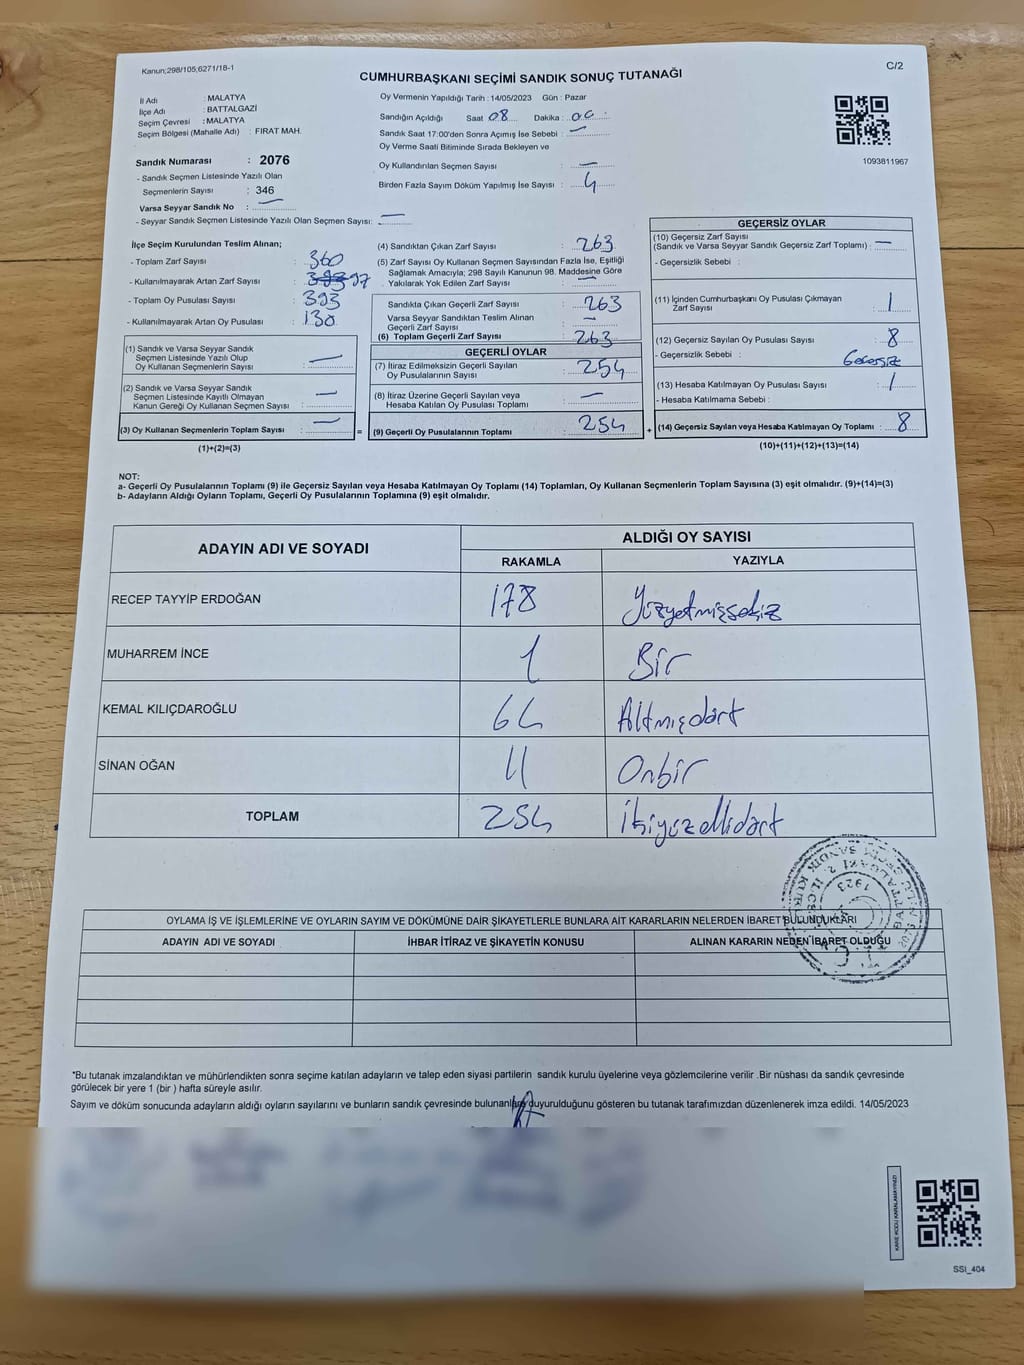 Kanun;298/105;6271/18-1
C/2
CUMHURBAŞKANI SEÇİMİ SANDIK SONUÇ TUTANAĞI
İl Adı : MALATYA
İlçe Adı : BATTALGAZİ
Seçim Çevresi : MALATYA
Seçim Bölgesi (Mahalle Adı) : FIRAT MAH.
Sandık Numarası : 2076
- Sandık Seçmen Listesinde Yazılı Olan
Seçmenlerin Sayısı : 346
Varsa Seyyar Sandık No : —
- Seyyar Sandık Seçmen Listesinde Yazılı Olan Seçmen Sayısı: —
Oy Vermenin Yapıldığı Tarih : 14/05/2023 Gün : Pazar
Sandığın Açıldığı Saat 08 Dakika : 00
Sandık Saat 17:00'den Sonra Açımış İse Sebebi : —
Oy Verme Saati Bitiminde Sırada Bekleyen ve
Oy Kullandırılan Seçmen Sayısı : —
Birden Fazla Sayım Döküm Yapılmış İse Sayısı : 4
1093811967
İlçe Seçim Kurulundan Teslim Alınan;
- Toplam Zarf Sayısı : 360
- Kullanılmayarak Artan Zarf Sayısı : 97
- Toplam Oy Pusulası Sayısı : 393
- Kullanılmayarak Artan Oy Pusulası : 130
(1) Sandık ve Varsa Seyyar Sandık
Seçmen Listesinde Yazılı Olup
Oy Kullanan Seçmen Sayısı : —
(2) Sandık ve Varsa Seyyar Sandık
Seçmen Listesinde Kayıtlı Olmayan
Kanun Gereği Oy Kullanan Seçmen Sayısı : —
(3) Oy Kullanan Seçmenlerin Toplam Sayısı : —
(1)+(2)=(3)
(4) Sandıktan Çıkan Zarf Sayısı : 263
(5) Zarf Sayısı Oy Kullanan Seçmen Sayısından Fazla İse, Eşitliği
Sağlamak Amacıyla; 298 Sayılı Kanunun 98. Maddesine Göre
Yakılarak Yok Edilen Zarf Sayısı : —
Sandıkta Çıkan Geçerli Zarf Sayısı : 263
Varsa Seyyar Sandıktan Teslim Alınan
Geçerli Zarf Sayısı : —
(6) Toplam Geçerli Zarf Sayısı : 263
GEÇERLİ OYLAR
(7) İtiraz Edilmeksizin Geçerli Sayılan
Oy Pusulalarının Sayısı : 254
(8) İtiraz Üzerine Geçerli Sayılan veya
Hesaba Katılan Oy Pusulası Toplamı : —
= (9) Geçerli Oy Pusulalarının Toplamı : 254
GEÇERSİZ OYLAR
(10) Geçersiz Zarf Sayısı
(Sandık ve Varsa Seyyar Sandık Geçersiz Zarf Toplamı) : —
- Geçersizlik Sebebi :
(11) İçinden Cumhurbaşkanı Oy Pusulası Çıkmayan
Zarf Sayısı : 1
(12) Geçersiz Sayılan Oy Pusulası Sayısı : 8
- Geçersizlik Sebebi : Geçersiz
(13) Hesaba Katılmayan Oy Pusulası Sayısı : 1
- Hesaba Katılmama Sebebi :
+ (14) Geçersiz Sayılan veya Hesaba Katılmayan Oy Toplamı : 8
(10)+(11)+(12)+(13)=(14)
NOT:
a- Geçerli Oy Pusulalarının Toplamı (9) ile Geçersiz Sayılan veya Hesaba Katılmayan Oy Toplamı (14) Toplamları, Oy Kullanan Seçmenlerin Toplam Sayısına (3) eşit olmalıdır. (9)+(14)=(3)
b- Adayların Aldığı Oyların Toplamı, Geçerli Oy Pusulalarının Toplamına (9) eşit olmalıdır.
ADAYIN ADI VE SOYADI
ALDIĞI OY SAYISI
RAKAMLA YAZIYLA
RECEP TAYYİP ERDOĞAN 178 Yüzyetmişsekiz
MUHARREM İNCE 1 Bir
KEMAL KILIÇDAROĞLU 64 Altmışdört
SİNAN OĞAN 11 Onbir
TOPLAM 254 İkiyüzellidört
OYLAMA İŞ VE İŞLEMLERİNE VE OYLARIN SAYIM VE DÖKÜMÜNE DAİR ŞİKAYETLERLE BUNLARA AİT KARARLARIN NELERDEN İBARET BULUNDUKLARI
ADAYIN ADI VE SOYADI İHBAR İTİRAZ VE ŞİKAYETİN KONUSU ALINAN KARARIN NEDEN İBARET OLDUĞU
T.C.
1923
*Bu tutanak imzalandıktan ve mühürlendikten sonra seçime katılan adayların ve talep eden siyasi partilerin sandık kurulu üyelerine veya gözlemcilerine verilir .Bir nüshası da sandık çevresinde
görülecek bir yere 1 (bir ) hafta süreyle asılır.
Sayım ve döküm sonucunda adayların aldığı oyların sayılarını ve bunların sandık çevresinde bulunanlara duyurulduğunu gösteren bu tutanak tarafımızdan düzenlenerek imza edildi. 14/05/2023
KARE KODU KARALAMAYINIZ!
SSI_404